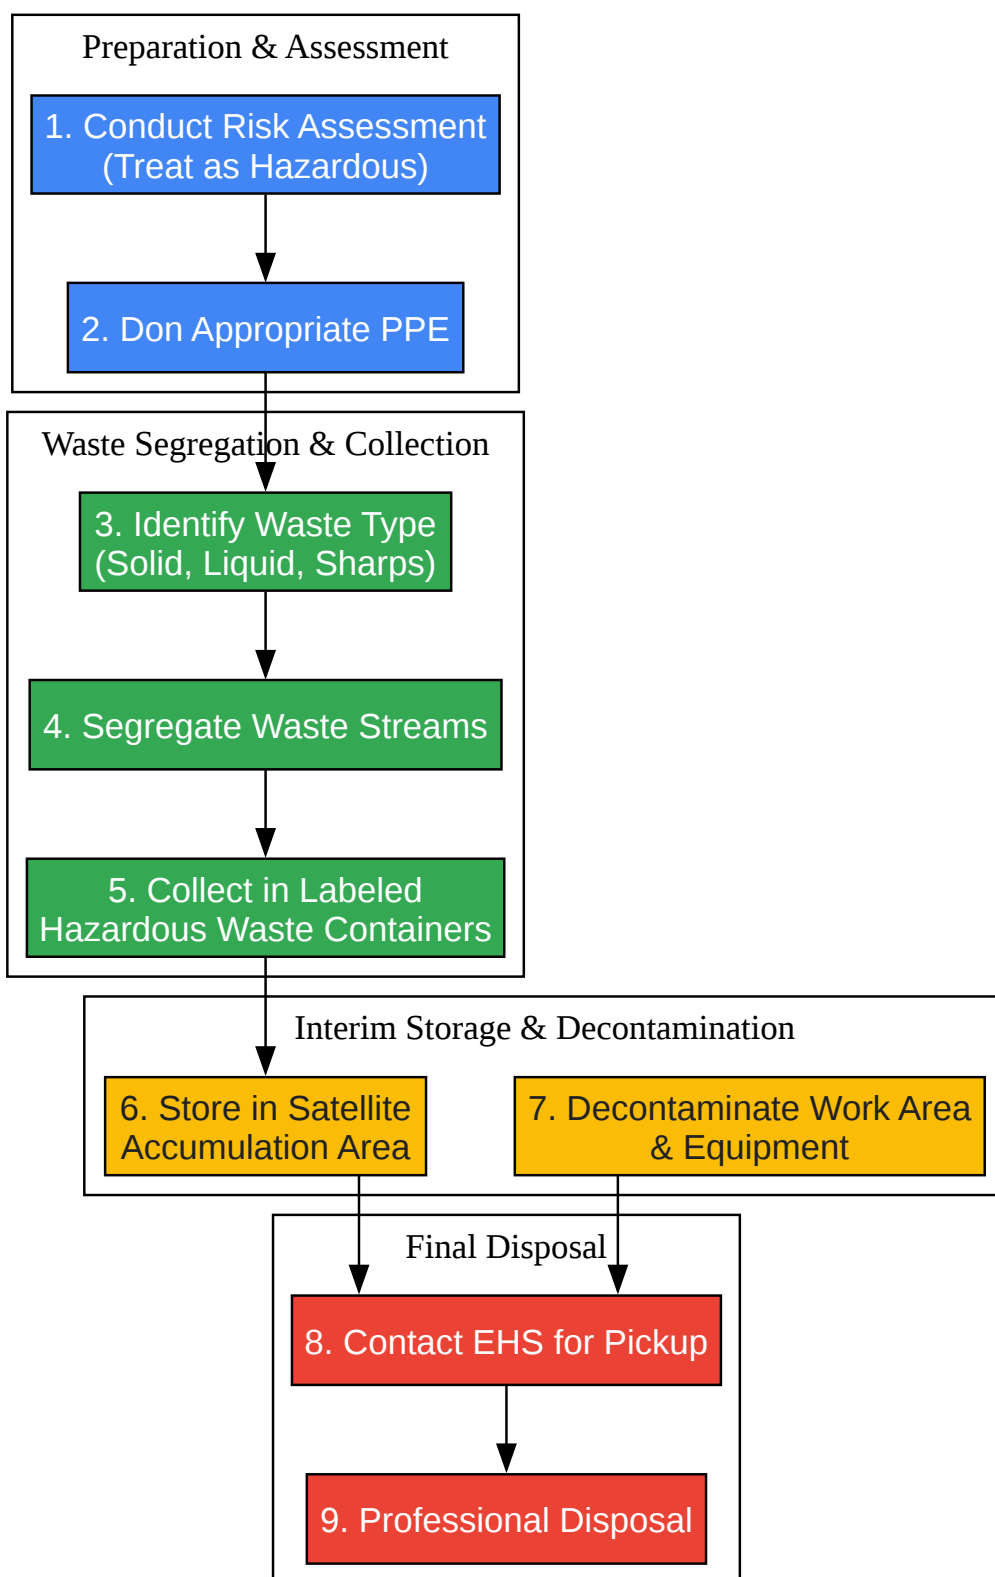 Preparation & Assessment
1. Conduct Risk Assessment
(Treat as Hazardous)
2. Don Appropriate PPE
Waste Segregation & Collection
3. Identify Waste Type
(Solid, Liquid, Sharps)
4. Segregate Waste Streams
5. Collect in Labeled
Hazardous Waste Containers
Interim Storage & Decontamination
6. Store in Satellite
Accumulation Area
7. Decontaminate Work Area
& Equipment
Final Disposal
8. Contact EHS for Pickup
9. Professional Disposal